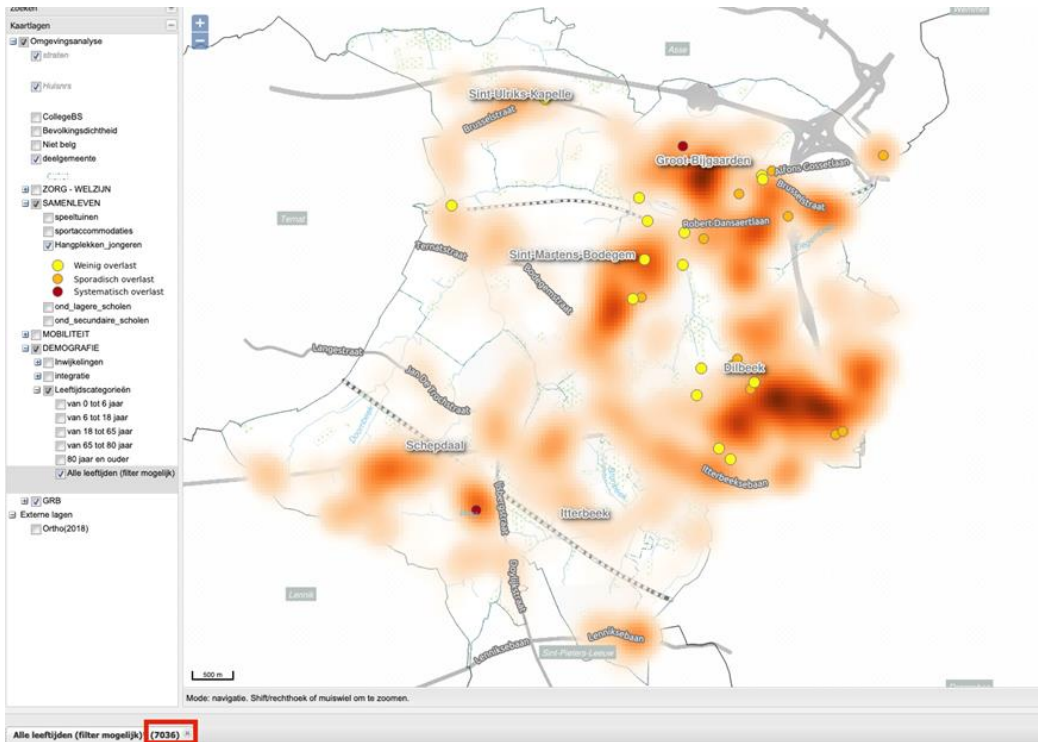 Zoeken
Kaartlagen
Omgevingsanalyse
straten
Huisnrs
CollegeBS
Bevolkingsdichtheid
Niet belg
deelgemeente
ZORG - WELZIJN
SAMENLEVEN
speeltuinen
sportaccommodaties
Hangplekken_jongeren
Weinig overlast
Sporadisch overlast
Systematisch overlast
ond_lagere_scholen
ond_secundaire_scholen
MOBILITEIT
DEMOGRAFIE
Inwijkelingen
integratie
Leeftijdscategorieën
van 0 tot 6 jaar
van 6 tot 18 jaar
van 18 tot 65 jaar
van 65 tot 80 jaar
80 jaar en ouder
Alle leeftijden (filter mogelijk)
GRB
Externe lagen
Ortho(2018)
Wemmel
Asse
Sint-Ulriks-Kapelle
Brusselstraat
Groot-Bijgaarden
Alfons Gossetlaan
Brusselstraat
Ternat
Robert Dansaertlaan
Ternatstraat
Sint-Martens-Bodegem
Bodegemstraat
Langestraat
Jan De Trochstraat
Dilbeek
Schepdaal
Itterbeeksebaan
Itterbeek
Lennik
Lenniksebaan
Lenniksebaan
Sint-Pieters-Leeuw
500 m
Mode: navigatie. Shift/rechthoek of muiswiel om te zoomen.
Alle leeftijden (filter mogelijk) (7036)